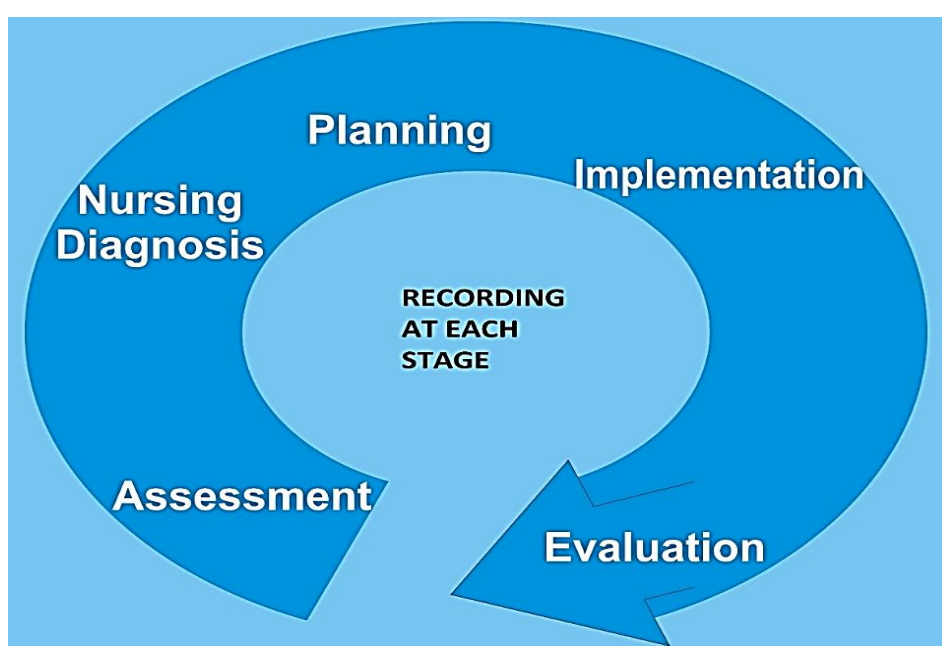 Planning
Implementation
Nursing
Diagnosis
RECORDING
AT EACH
STAGE
Assessment
Evaluation